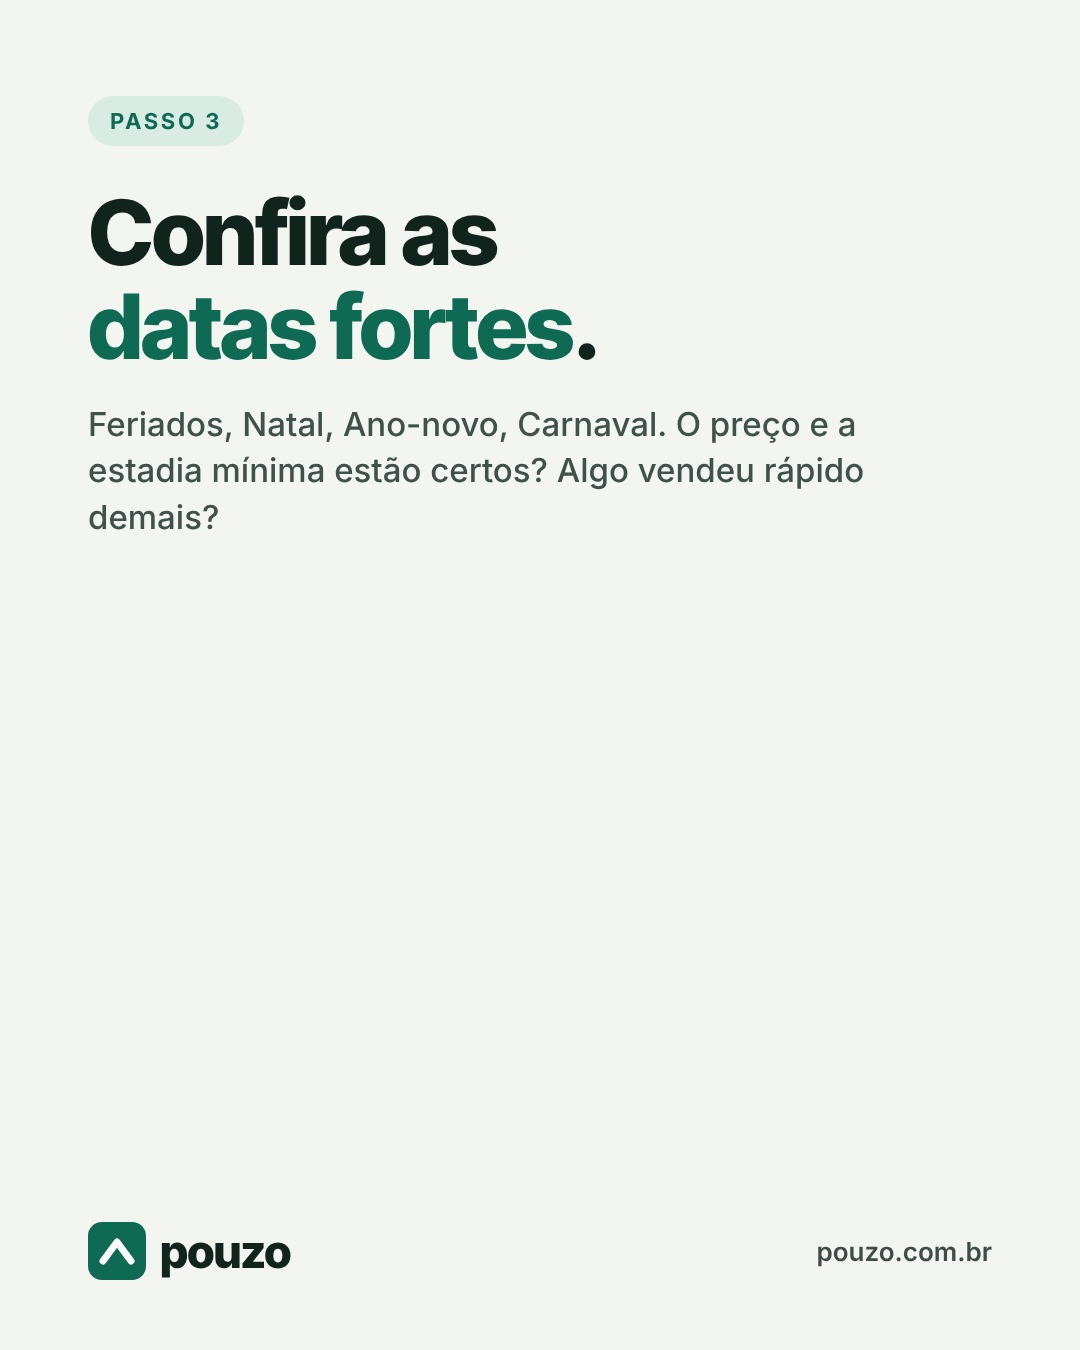 PASSO 3
Confira as
datas fortes.
Feriados, Natal, Ano-novo, Carnaval. O preço e a
estadia mínima estão certos? Algo vendeu rápido
demais?
pouzo
pouzo.com.br